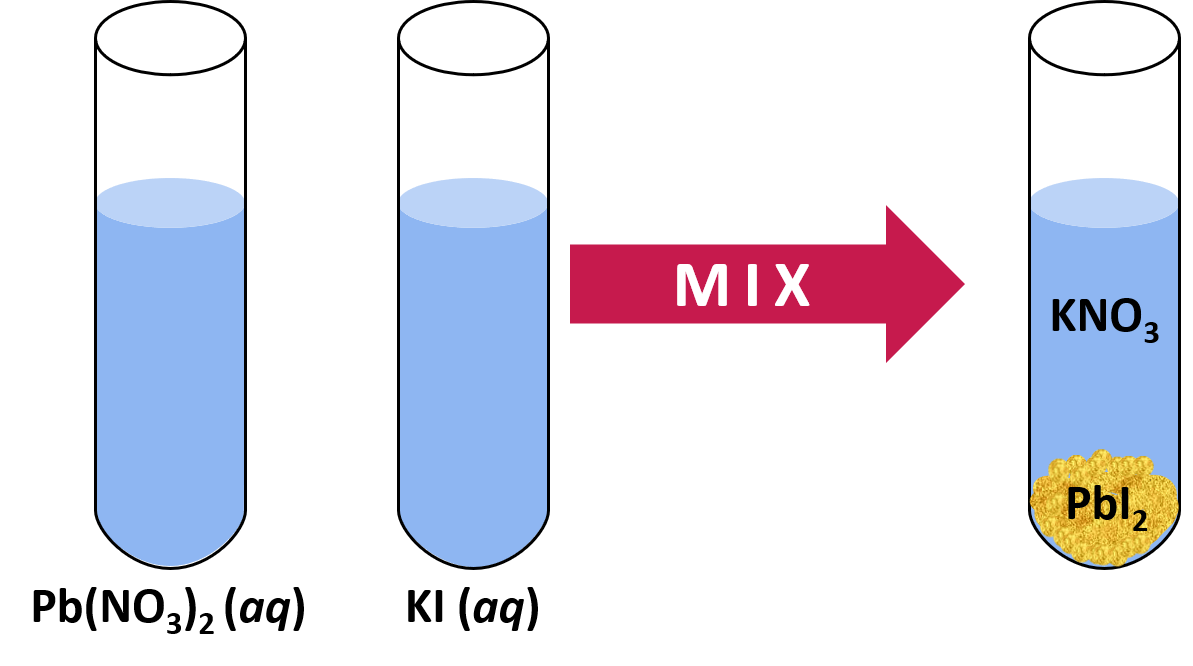 MIX
KNO₃
PbI₂
Pb(NO₃)₂ (aq)
KI (aq)